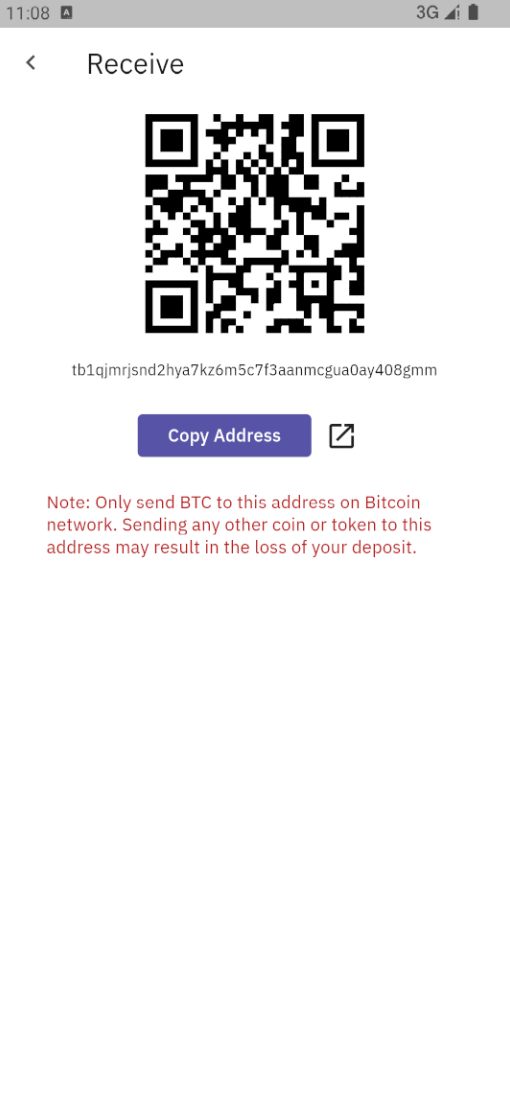 11:08 A 3G
Receive
tb1qjmrjsnd2hya7kz6m5c7f3aanmcgua0ay408gmm
Copy Address
Note: Only send BTC to this address on Bitcoin
network. Sending any other coin or token to this
address may result in the loss of your deposit.